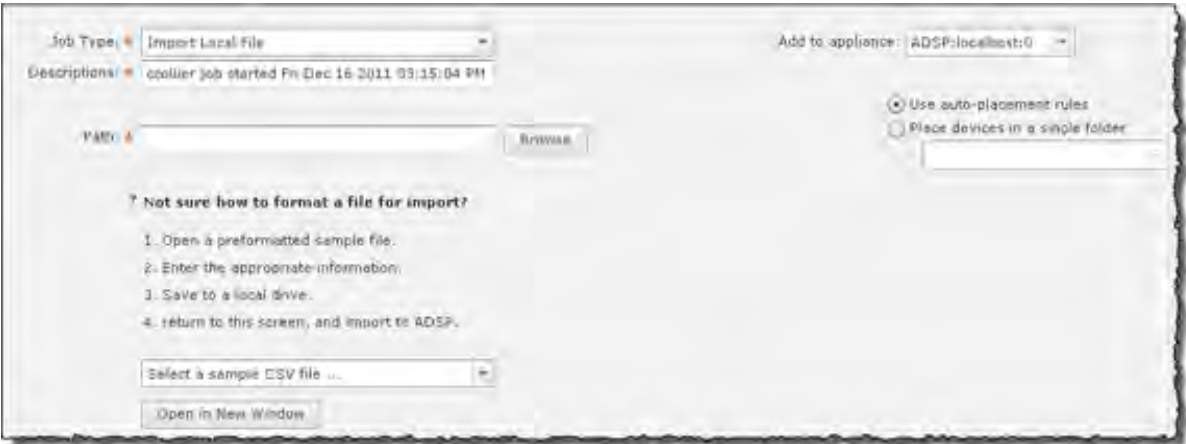 Job Type: * Import Local File
Add to appliance: ADSP:localhost:0
Descriptions: * coollier job started Fri Dec 16 2011 03:15:04 PM
Use auto-placement rules
Place devices in a single folder
Path: * Browse
? Not sure how to format a file for import?
1. Open a preformatted sample file.
2. Enter the appropriate information.
3. Save to a local drive.
4. return to this screen, and import to ADSP.
Select a sample CSV file ...
Open in New Window